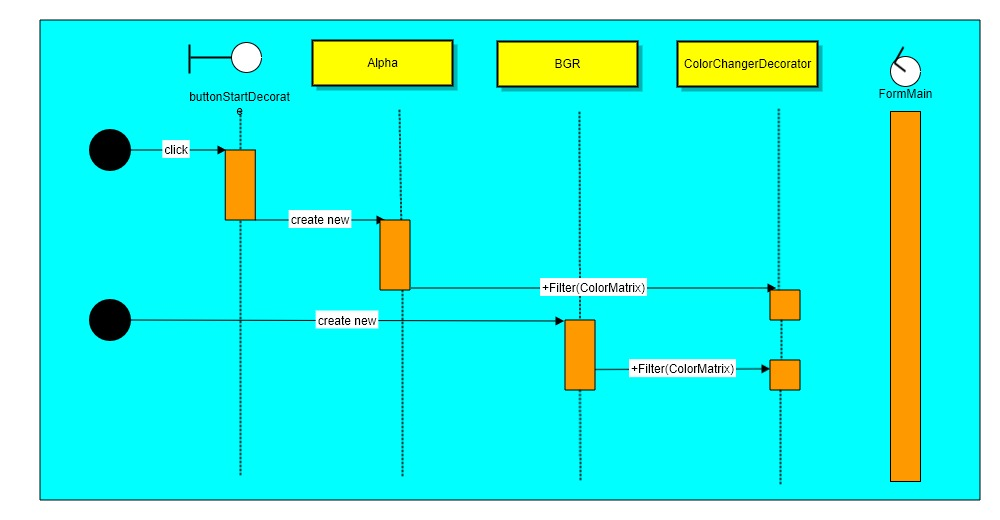 buttonStartDecorat
e
Alpha
BGR
ColorChangerDecorator
FormMain
click
create new
+Filter(ColorMatrix)
create new
+Filter(ColorMatrix)